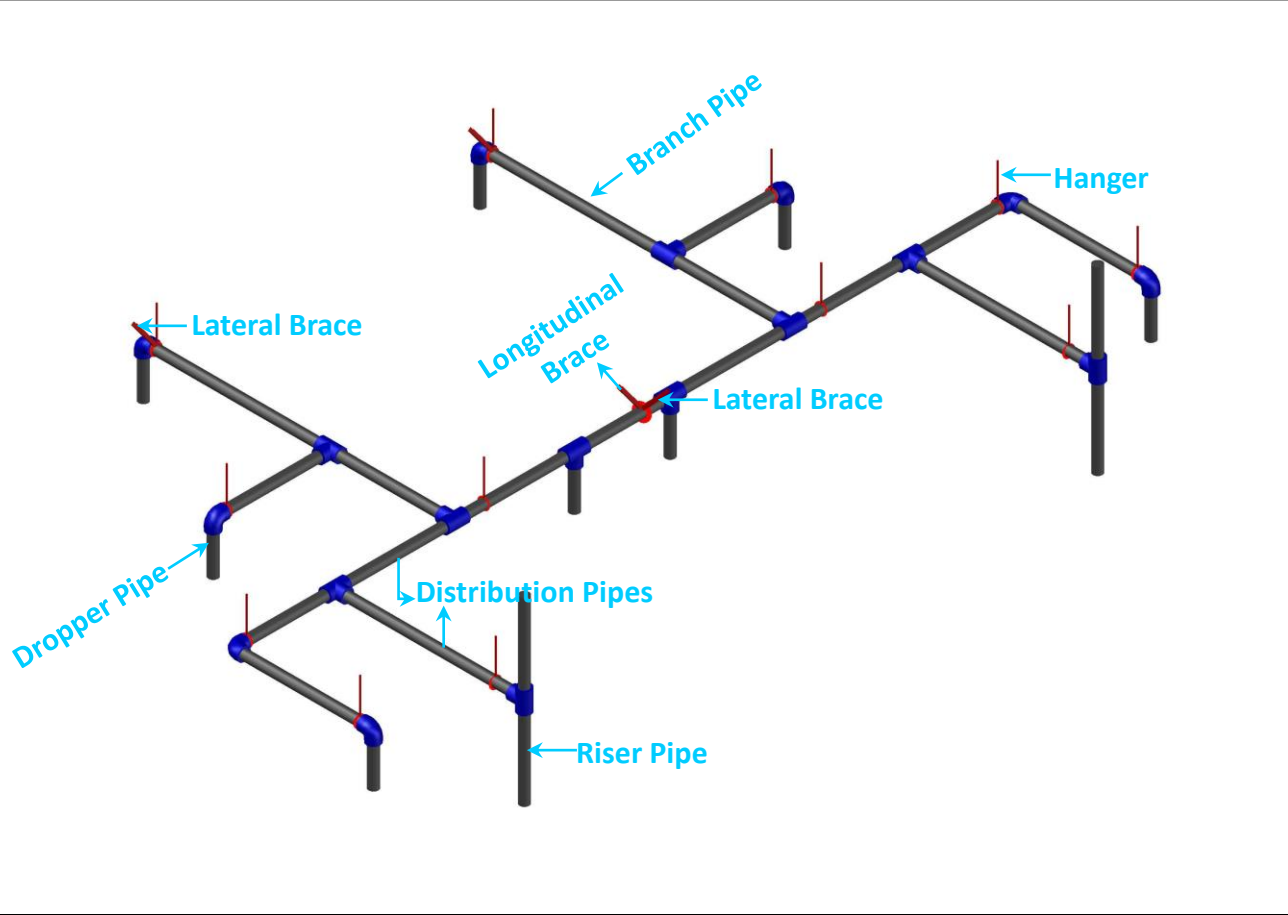 Branch Pipe
Hanger
Longitudinal
Brace
Lateral Brace
Lateral Brace
Dropper Pipe
Distribution Pipes
Riser Pipe